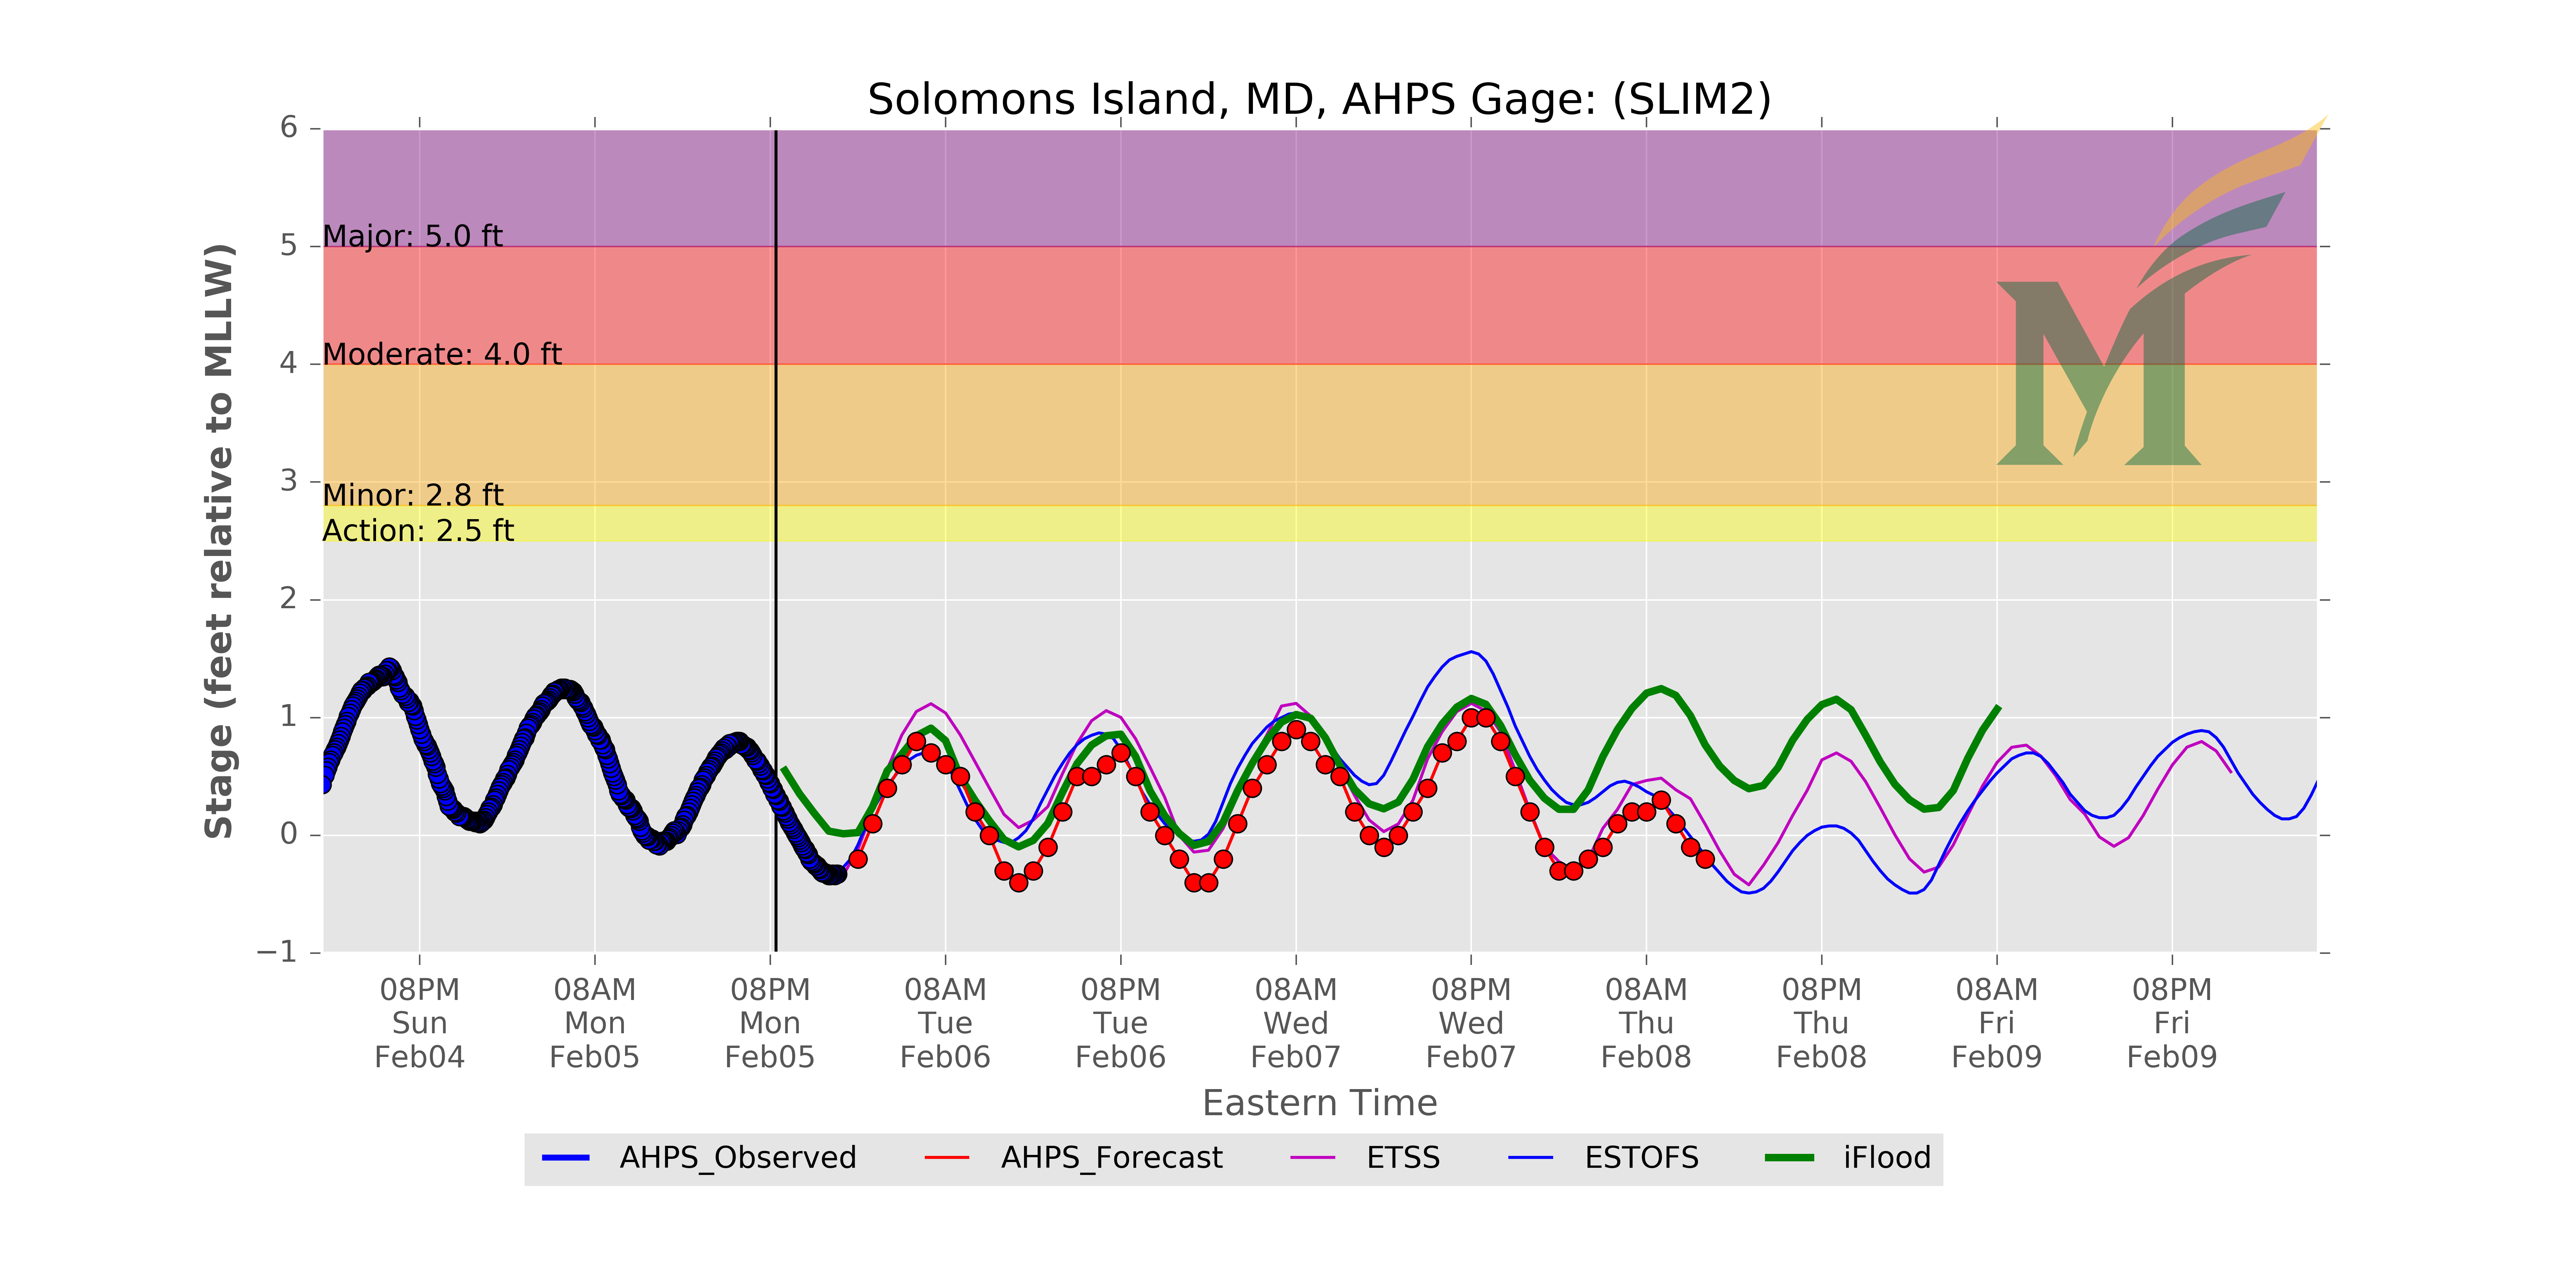 Solomons Island, MD, AHPS Gage: (SLIM2)
Stage (feet relative to MLLW)
6
5
4
3
2
1
0
−1
Major: 5.0 ft
Moderate: 4.0 ft
Minor: 2.8 ft
Action: 2.5 ft
M
08PM 08AM 08PM 08AM 08PM 08AM 08PM 08AM 08PM 08AM 08PM
Sun Mon Mon Tue Tue Wed Wed Thu Thu Fri Fri
Feb04 Feb05 Feb05 Feb06 Feb06 Feb07 Feb07 Feb08 Feb08 Feb09 Feb09
Eastern Time
AHPS_Observed AHPS_Forecast ETSS ESTOFS iFlood